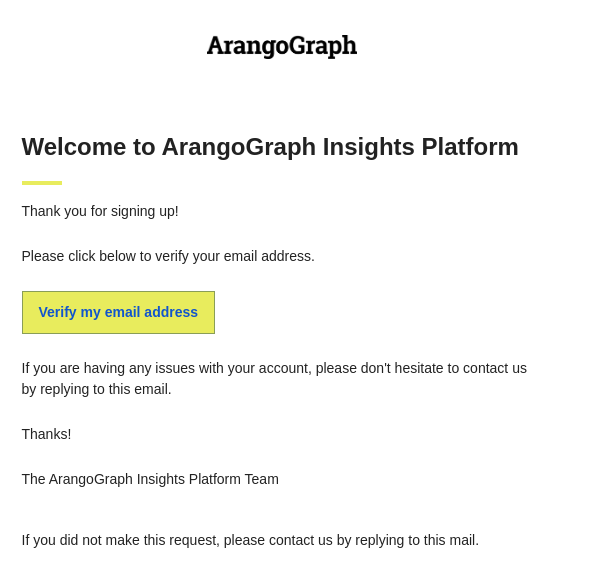 ArangoGraph
Welcome to ArangoGraph Insights Platform
Thank you for signing up!
Please click below to verify your email address.
Verify my email address
If you are having any issues with your account, please don't hesitate to contact us
by replying to this email.
Thanks!
The ArangoGraph Insights Platform Team
If you did not make this request, please contact us by replying to this mail.